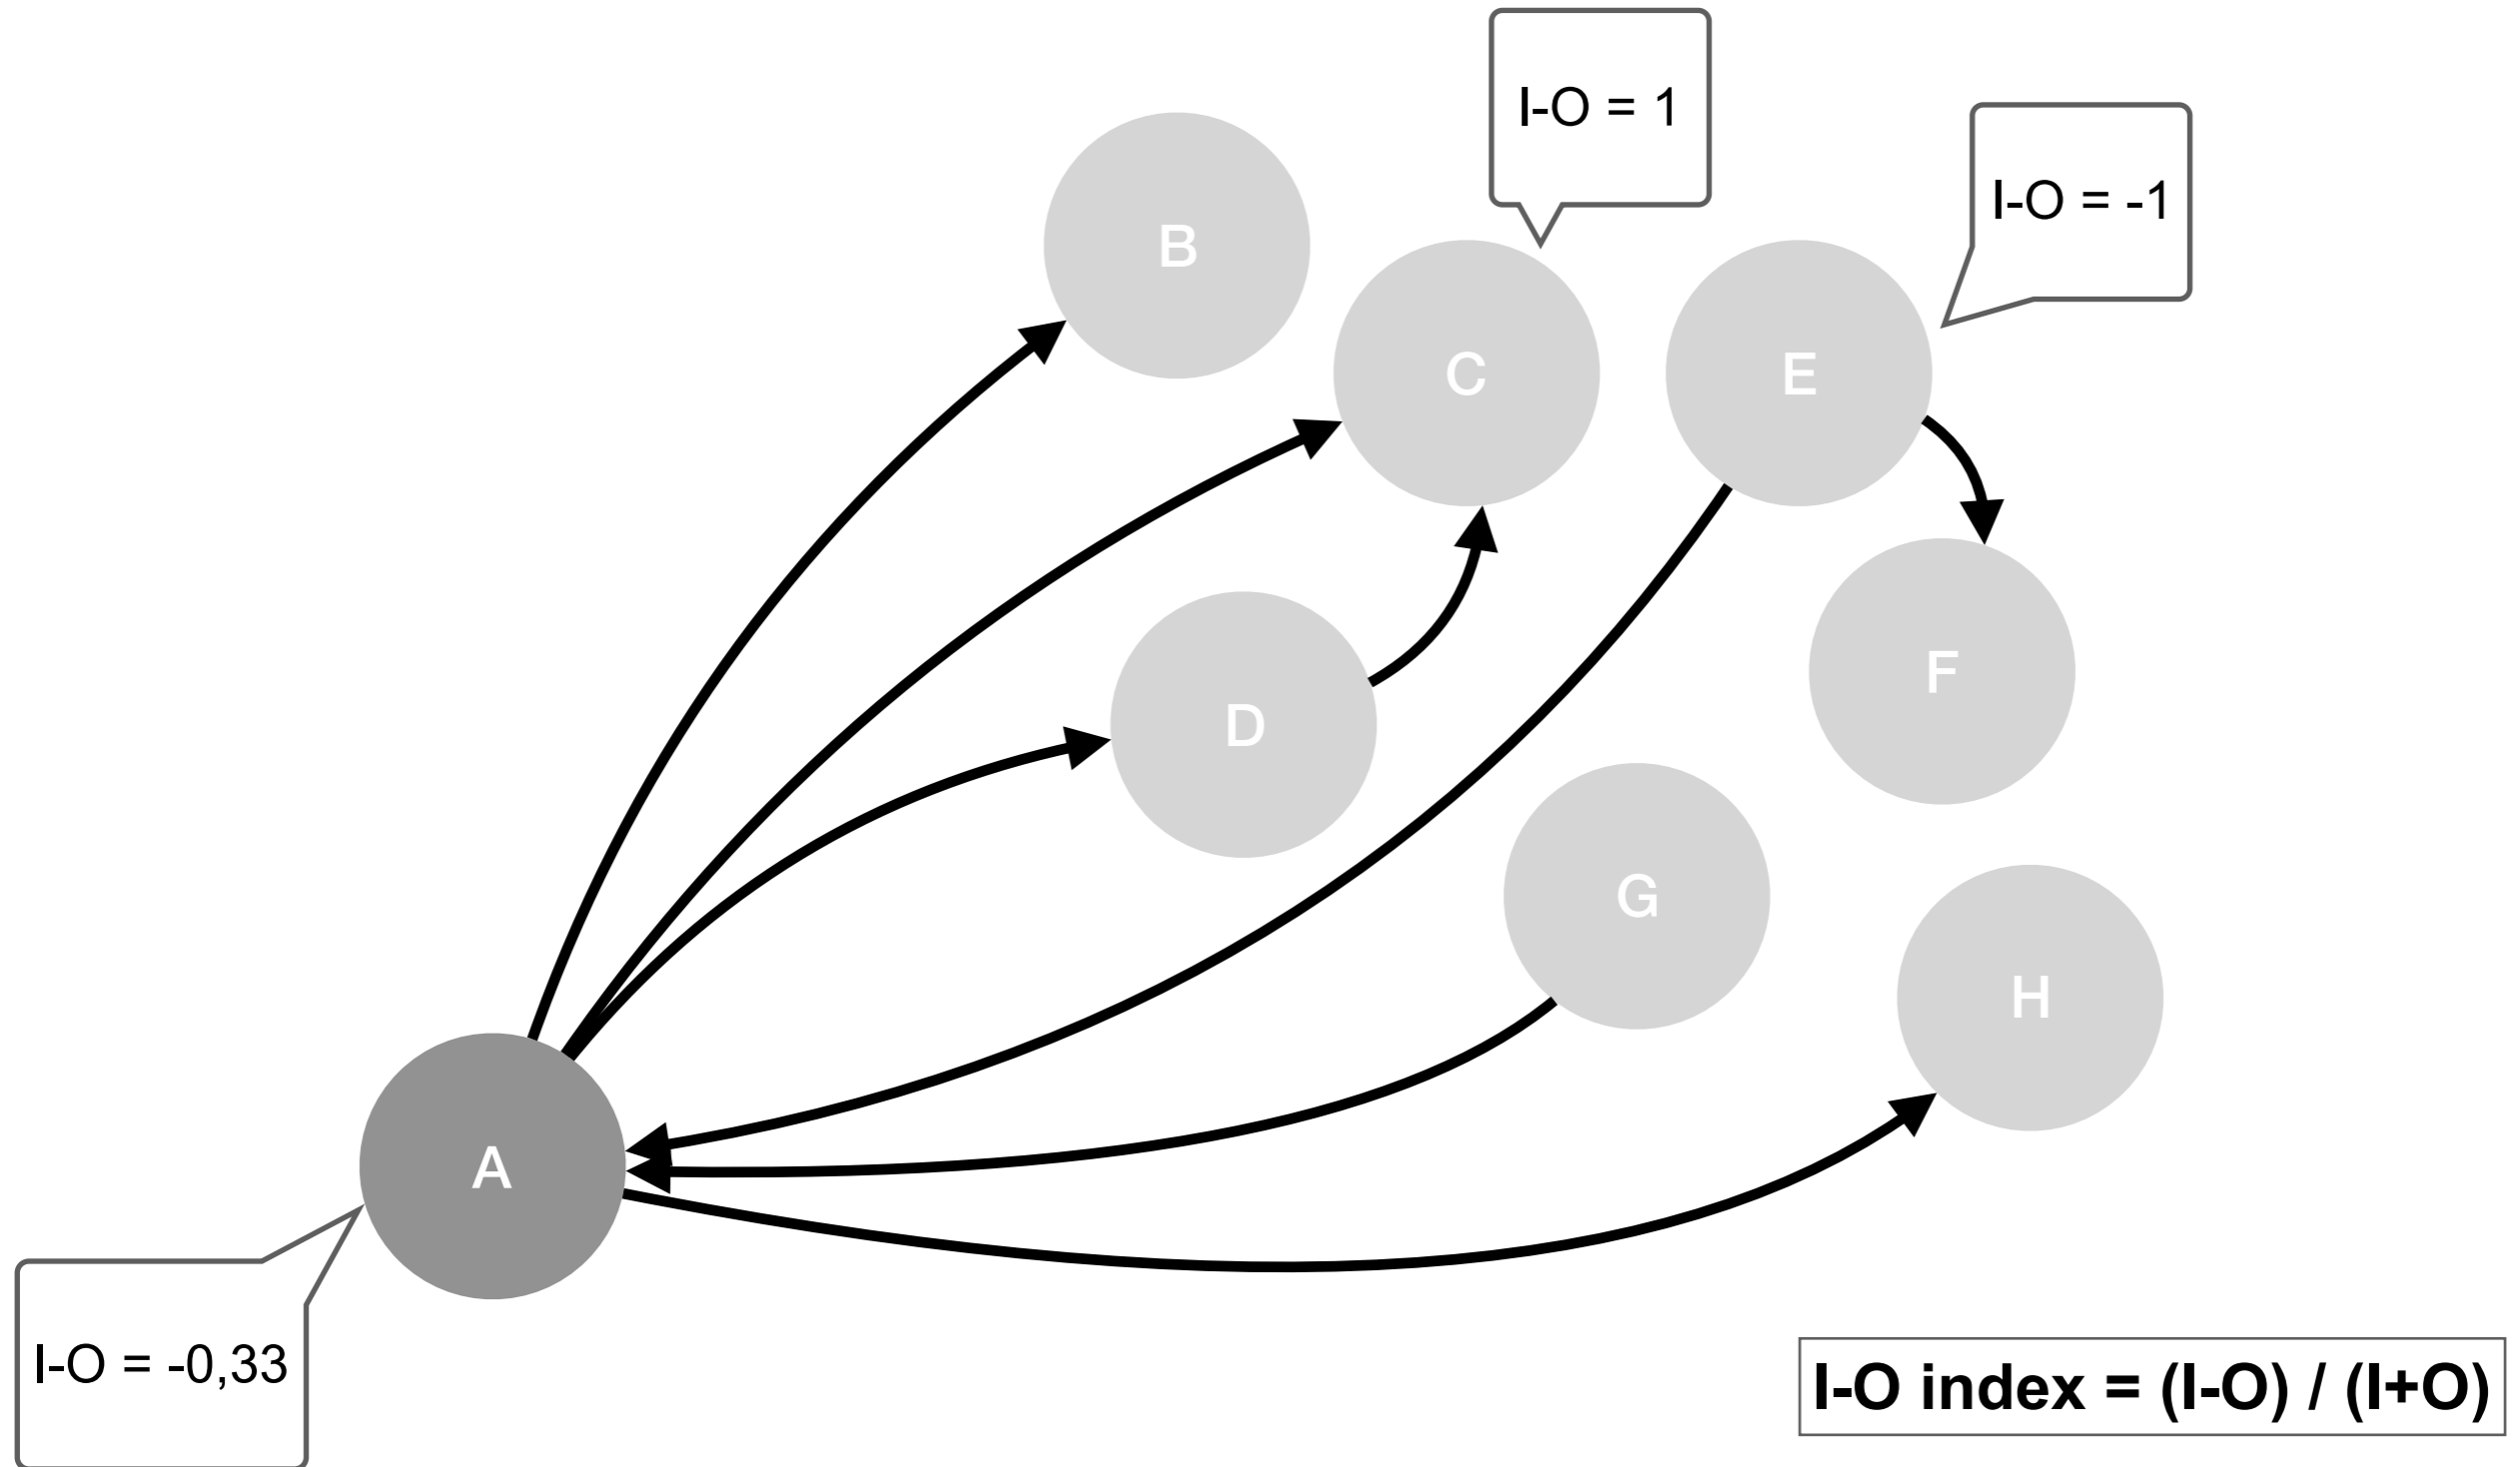 I-O = 1
I-O = -1
B
C
E
F
D
G
H
A
I-O = -0,33
I-O index = (I-O) / (I+O)